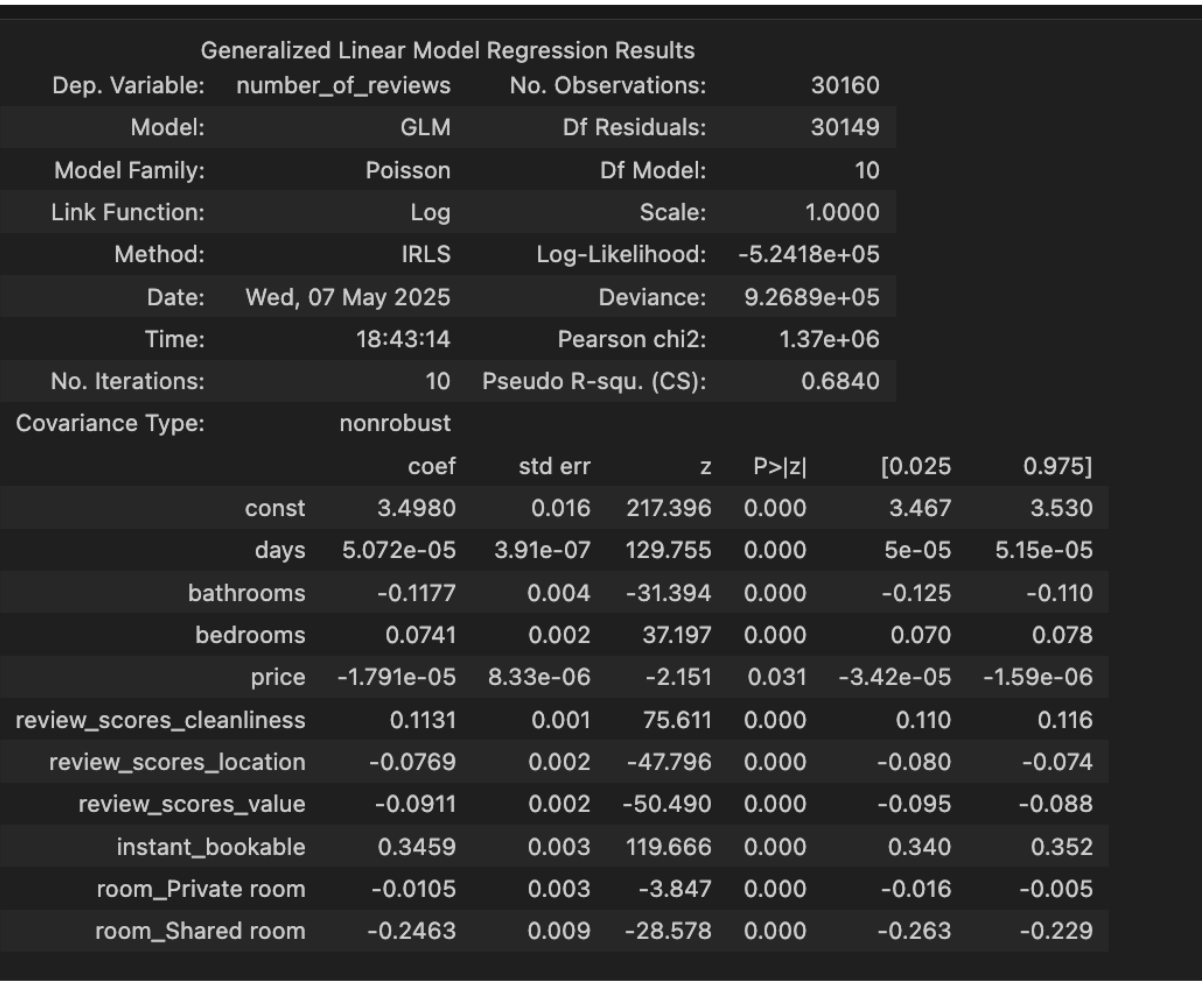 Generalized Linear Model Regression Results
Dep. Variable: number_of_reviews No. Observations: 30160
Model: GLM Df Residuals: 30149
Model Family: Poisson Df Model: 10
Link Function: Log Scale: 1.0000
Method: IRLS Log-Likelihood: -5.2418e+05
Date: Wed, 07 May 2025 Deviance: 9.2689e+05
Time: 18:43:14 Pearson chi2: 1.37e+06
No. Iterations: 10 Pseudo R-squ. (CS): 0.6840
Covariance Type: nonrobust
coef std err z P>|z| [0.025 0.975]
const 3.4980 0.016 217.396 0.000 3.467 3.530
days 5.072e-05 3.91e-07 129.755 0.000 5e-05 5.15e-05
bathrooms -0.1177 0.004 -31.394 0.000 -0.125 -0.110
bedrooms 0.0741 0.002 37.197 0.000 0.070 0.078
price -1.791e-05 8.33e-06 -2.151 0.031 -3.42e-05 -1.59e-06
review_scores_cleanliness 0.1131 0.001 75.611 0.000 0.110 0.116
review_scores_location -0.0769 0.002 -47.796 0.000 -0.080 -0.074
review_scores_value -0.0911 0.002 -50.490 0.000 -0.095 -0.088
instant_bookable 0.3459 0.003 119.666 0.000 0.340 0.352
room_Private room -0.0105 0.003 -3.847 0.000 -0.016 -0.005
room_Shared room -0.2463 0.009 -28.578 0.000 -0.263 -0.229